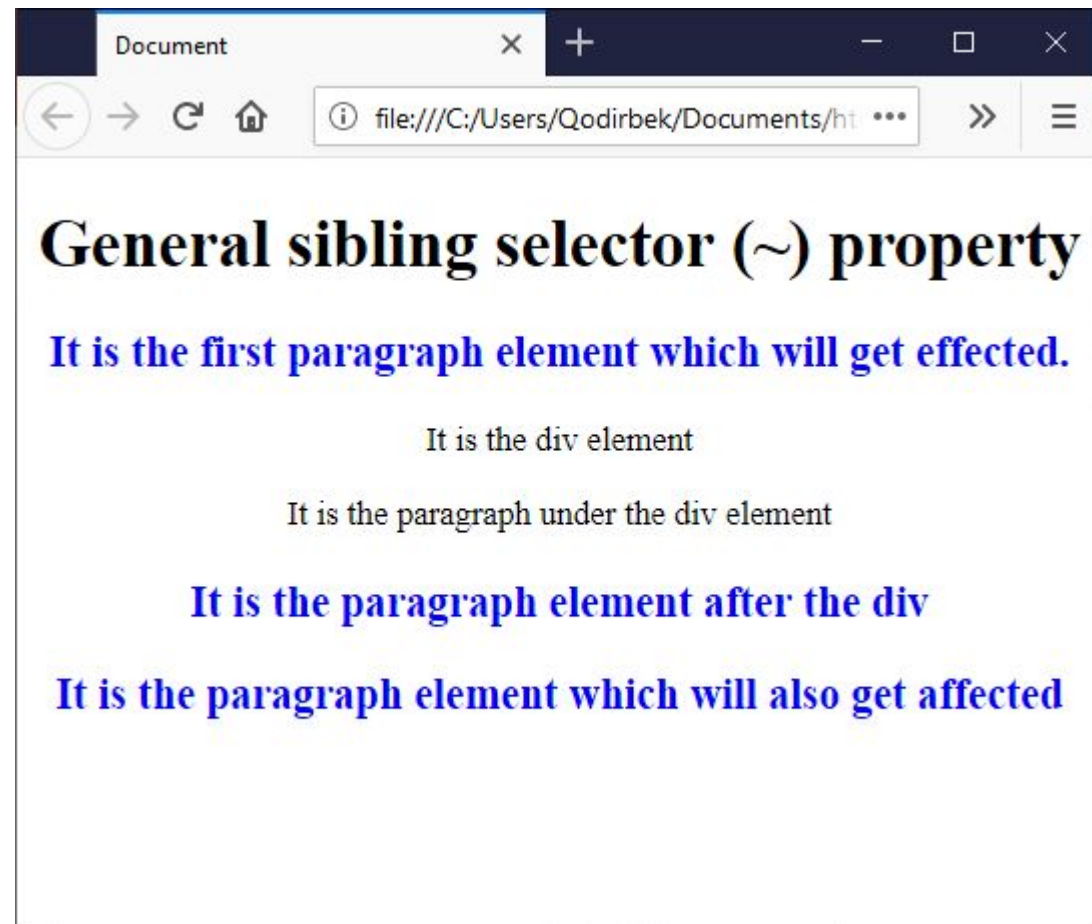 Document
file:///C:/Users/Qodirbek/Documents/ht
General sibling selector (~) property
It is the first paragraph element which will get effected.
It is the div element
It is the paragraph under the div element
It is the paragraph element after the div
It is the paragraph element which will also get affected